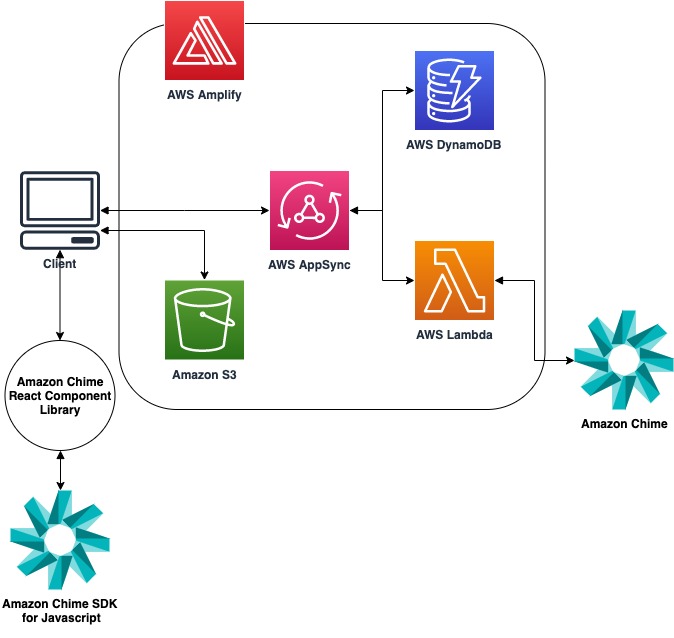 AWS Amplify
AWS DynamoDB
Client
AWS AppSync
AWS Lambda
Amazon S3
Amazon Chime
React Component
Library
Amazon Chime
Amazon Chime SDK
for Javascript